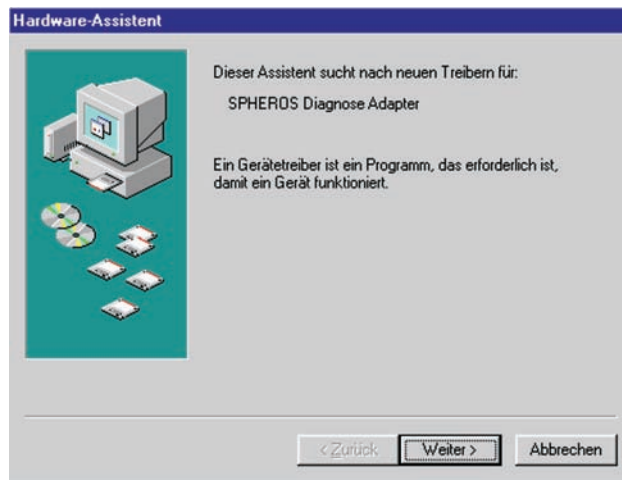 Hardware-Assistent
Dieser Assistent sucht nach neuen Treibern für:
SPHEROS Diagnose Adapter
Ein Gerätetreiber ist ein Programm, das erforderlich ist,
damit ein Gerät funktioniert.
< Zurück Weiter > Abbrechen